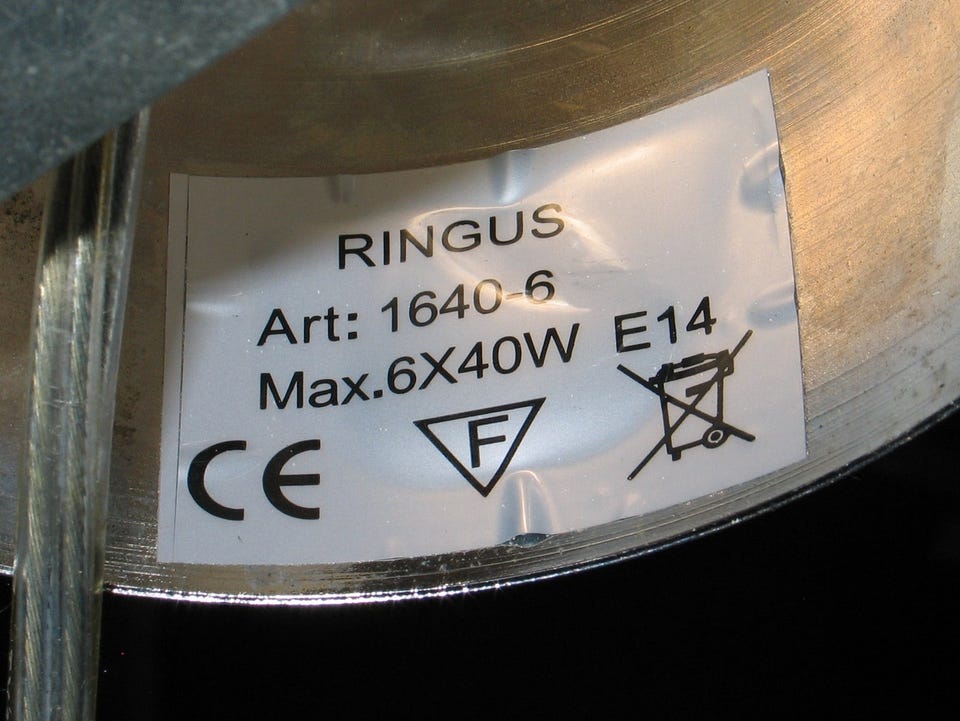 RINGUS
Art: 1640-6
Max.6X40W E14
CE F